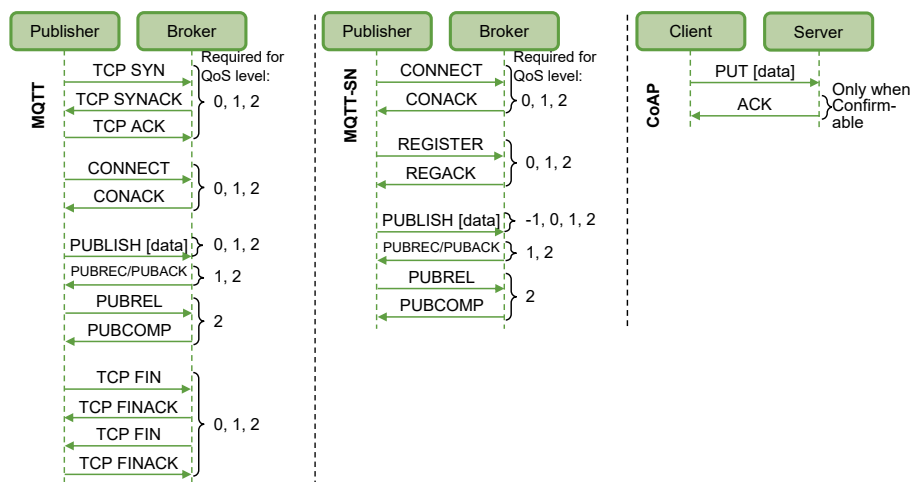 Publisher
Broker
Required for
QoS level:
MQTT
TCP SYN
TCP SYNACK
0, 1, 2
TCP ACK
CONNECT
0, 1, 2
CONACK
PUBLISH [data]
0, 1, 2
PUBREC/PUBACK
1, 2
PUBREL
2
PUBCOMP
TCP FIN
TCP FINACK
0, 1, 2
TCP FIN
TCP FINACK
Publisher
Broker
Required for
QoS level:
MQTT-SN
CONNECT
0, 1, 2
CONACK
REGISTER
0, 1, 2
REGACK
PUBLISH [data]
-1, 0, 1, 2
PUBREC/PUBACK
1, 2
PUBREL
2
PUBCOMP
Client
Server
CoAP
PUT [data]
ACK
Only when
Confirm-
able